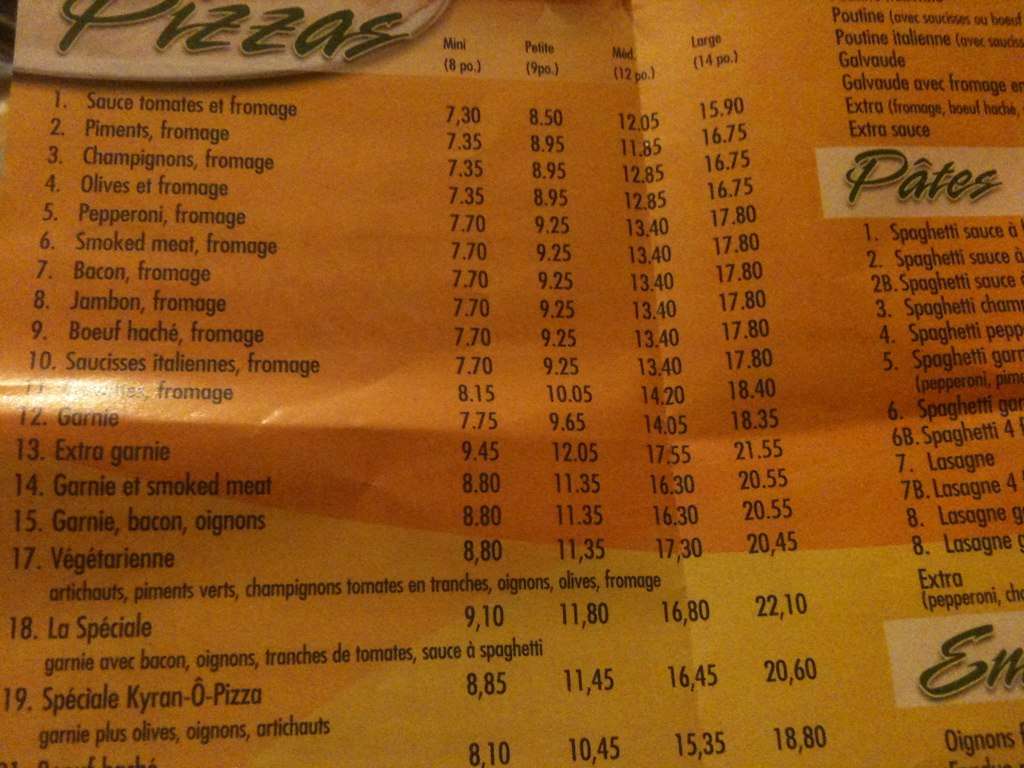 Pizzas
Mini Petite Méd. Large
(8 po.) (9po.) (12 po.) (14 po.)
1. Sauce tomates et fromage 7,30 8.50 12.05 15.90
2. Piments, fromage 7.35 8.95 11.85 16.75
3. Champignons, fromage 7.35 8.95 12.85 16.75
4. Olives et fromage 7.35 8.95 12.85 16.75
5. Pepperoni, fromage 7.70 9.25 13.40 17.80
6. Smoked meat, fromage 7.70 9.25 13.40 17.80
7. Bacon, fromage 7.70 9.25 13.40 17.80
8. Jambon, fromage 7.70 9.25 13.40 17.80
9. Boeuf haché, fromage 7.70 9.25 13.40 17.80
10. Saucisses italiennes, fromage 7.70 9.25 13.40 17.80
11. fromage 8.15 10.05 14.20 18.40
12. Garnie 7.75 9.65 14.05 18.35
13. Extra garnie 9.45 12.05 17.55 21.55
14. Garnie et smoked meat 8.80 11.35 16.30 20.55
15. Garnie, bacon, oignons 8.80 11.35 16.30 20.55
17. Végétarienne 8,80 11,35 17,30 20,45
artichauts, piments verts, champignons tomates en tranches, oignons, olives, fromage
18. La Spéciale 9,10 11,80 16,80 22,10
garnie avec bacon, oignons, tranches de tomates, sauce à spaghetti
19. Spéciale Kyran-Ô-Pizza 8,85 11,45 16,45 20,60
garnie plus olives, oignons, artichauts
8,10 10,45 15,35 18,80
Poutine (avec saucisses ou boeuf
Poutine italienne (avec sauciss
Galvaude
Galvaude avec fromage en
Extra (fromage, boeuf haché,
Extra sauce
Pâtes
1. Spaghetti sauce à
2. Spaghetti sauce à
2B. Spaghetti sauce
3. Spaghetti cham
4. Spaghetti pepp
5. Spaghetti garn
(pepperoni, pime
6. Spaghetti gar
6B. Spaghetti 4
7. Lasagne
7B. Lasagne 4
8. Lasagne g
8. Lasagne g
Extra
(pepperoni, cha
En
Oignons